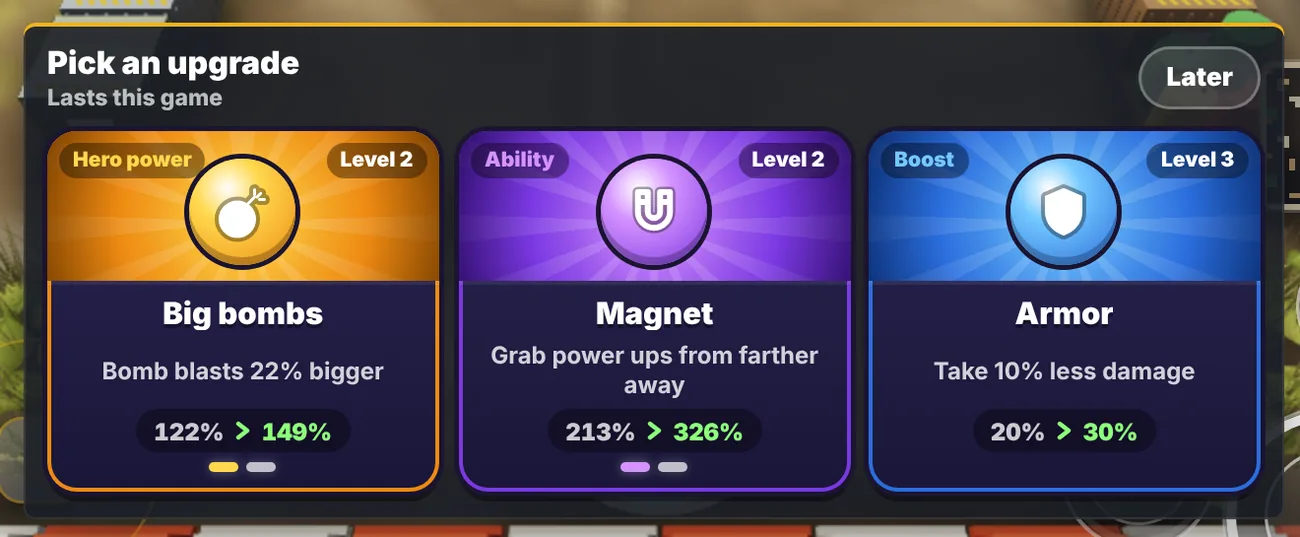 Pick an upgrade
Lasts this game
Later
Hero power
Level 2
Big bombs
Bomb blasts 22% bigger
122% > 149%
Ability
Level 2
Magnet
Grab power ups from farther
away
213% > 326%
Boost
Level 3
Armor
Take 10% less damage
20% > 30%